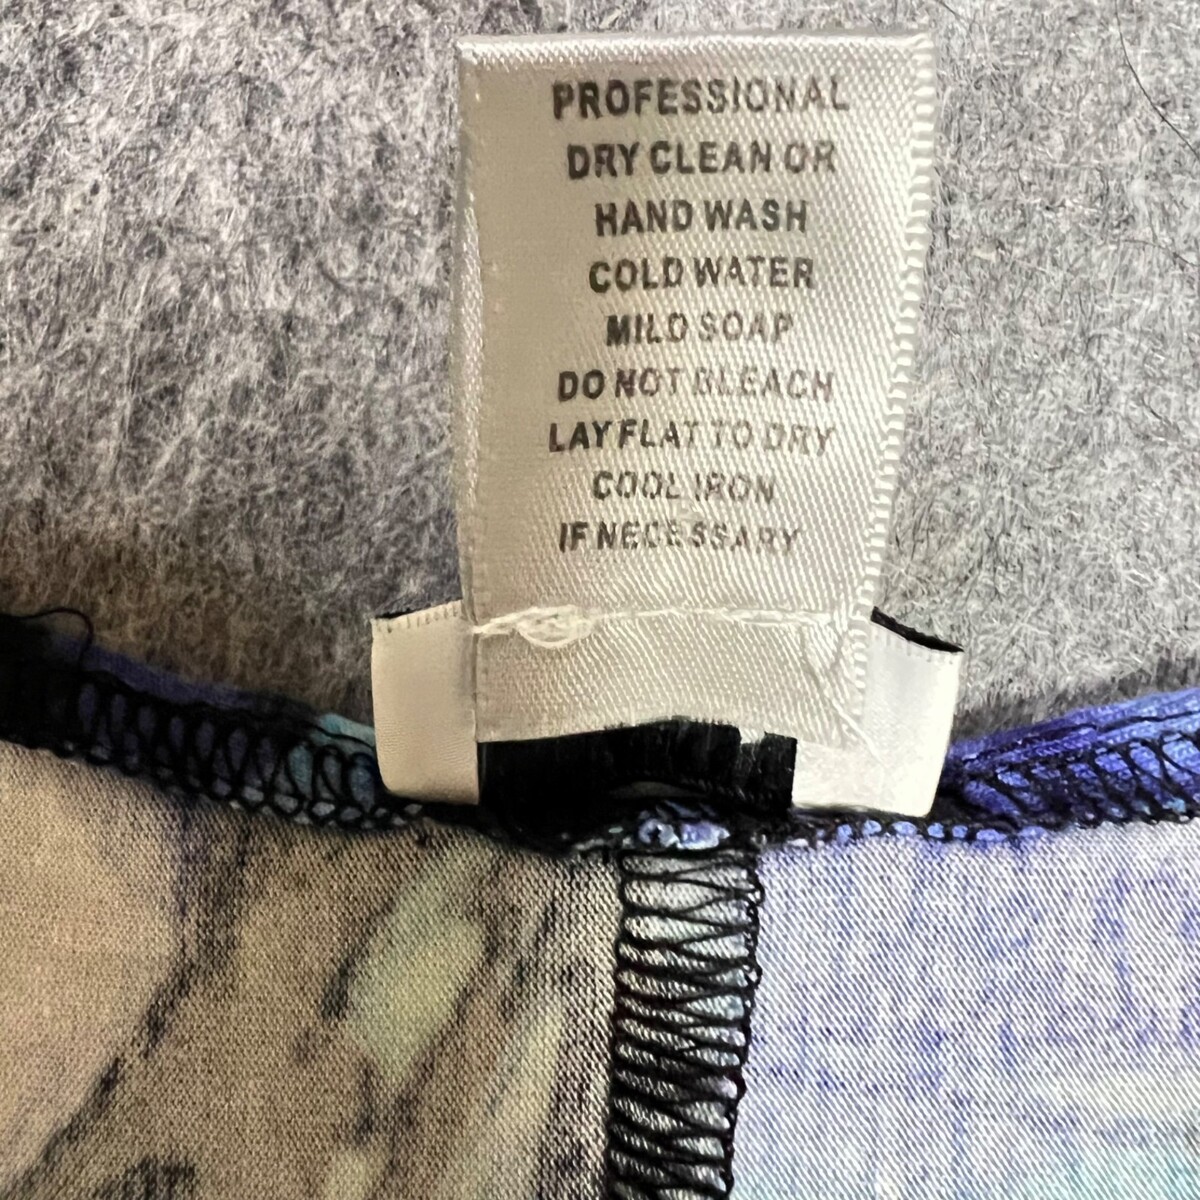 PROFESSIONAL
DRY CLEAN OR
HAND WASH
COLD WATER
MILD SOAP
DO NOT BLEACH
LAY FLAT TO DRY
COOL IRON
IF NECESSARY